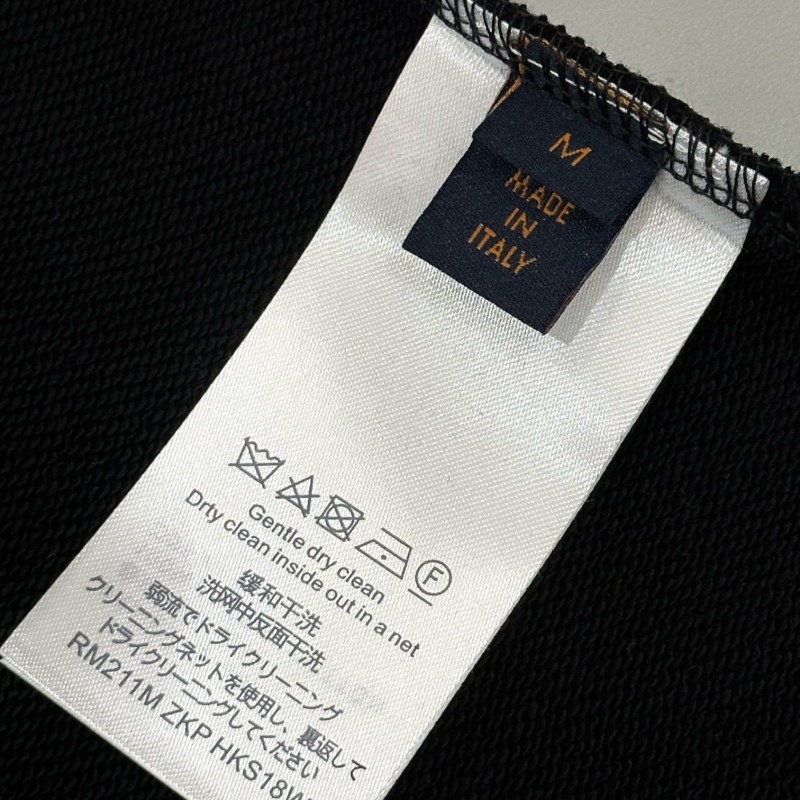 M
MADE
IN
ITALY
F
Gentle dry clean
Drty clean inside out in a net
缓和干洗
洗网中反面干洗
弱流でドライクリーニング
クリーニングネットを使用し、裏返して
ドライクリーニングしてください
RM211M ZKP HKS18W